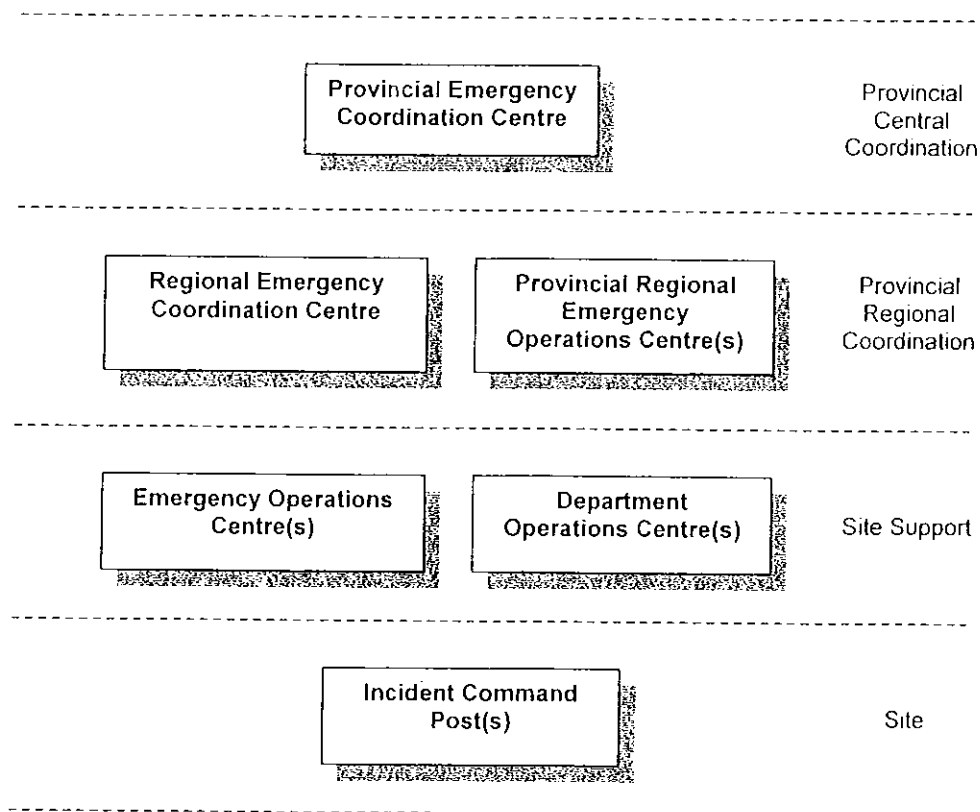 Provincial Emergency
Coordination Centre
Provincial
Central
Coordination
Regional Emergency
Coordination Centre
Provincial Regional
Emergency
Operations Centre(s)
Provincial
Regional
Coordination
Emergency Operations
Centre(s)
Department
Operations Centre(s)
Site Support
Incident Command
Post(s)
Site